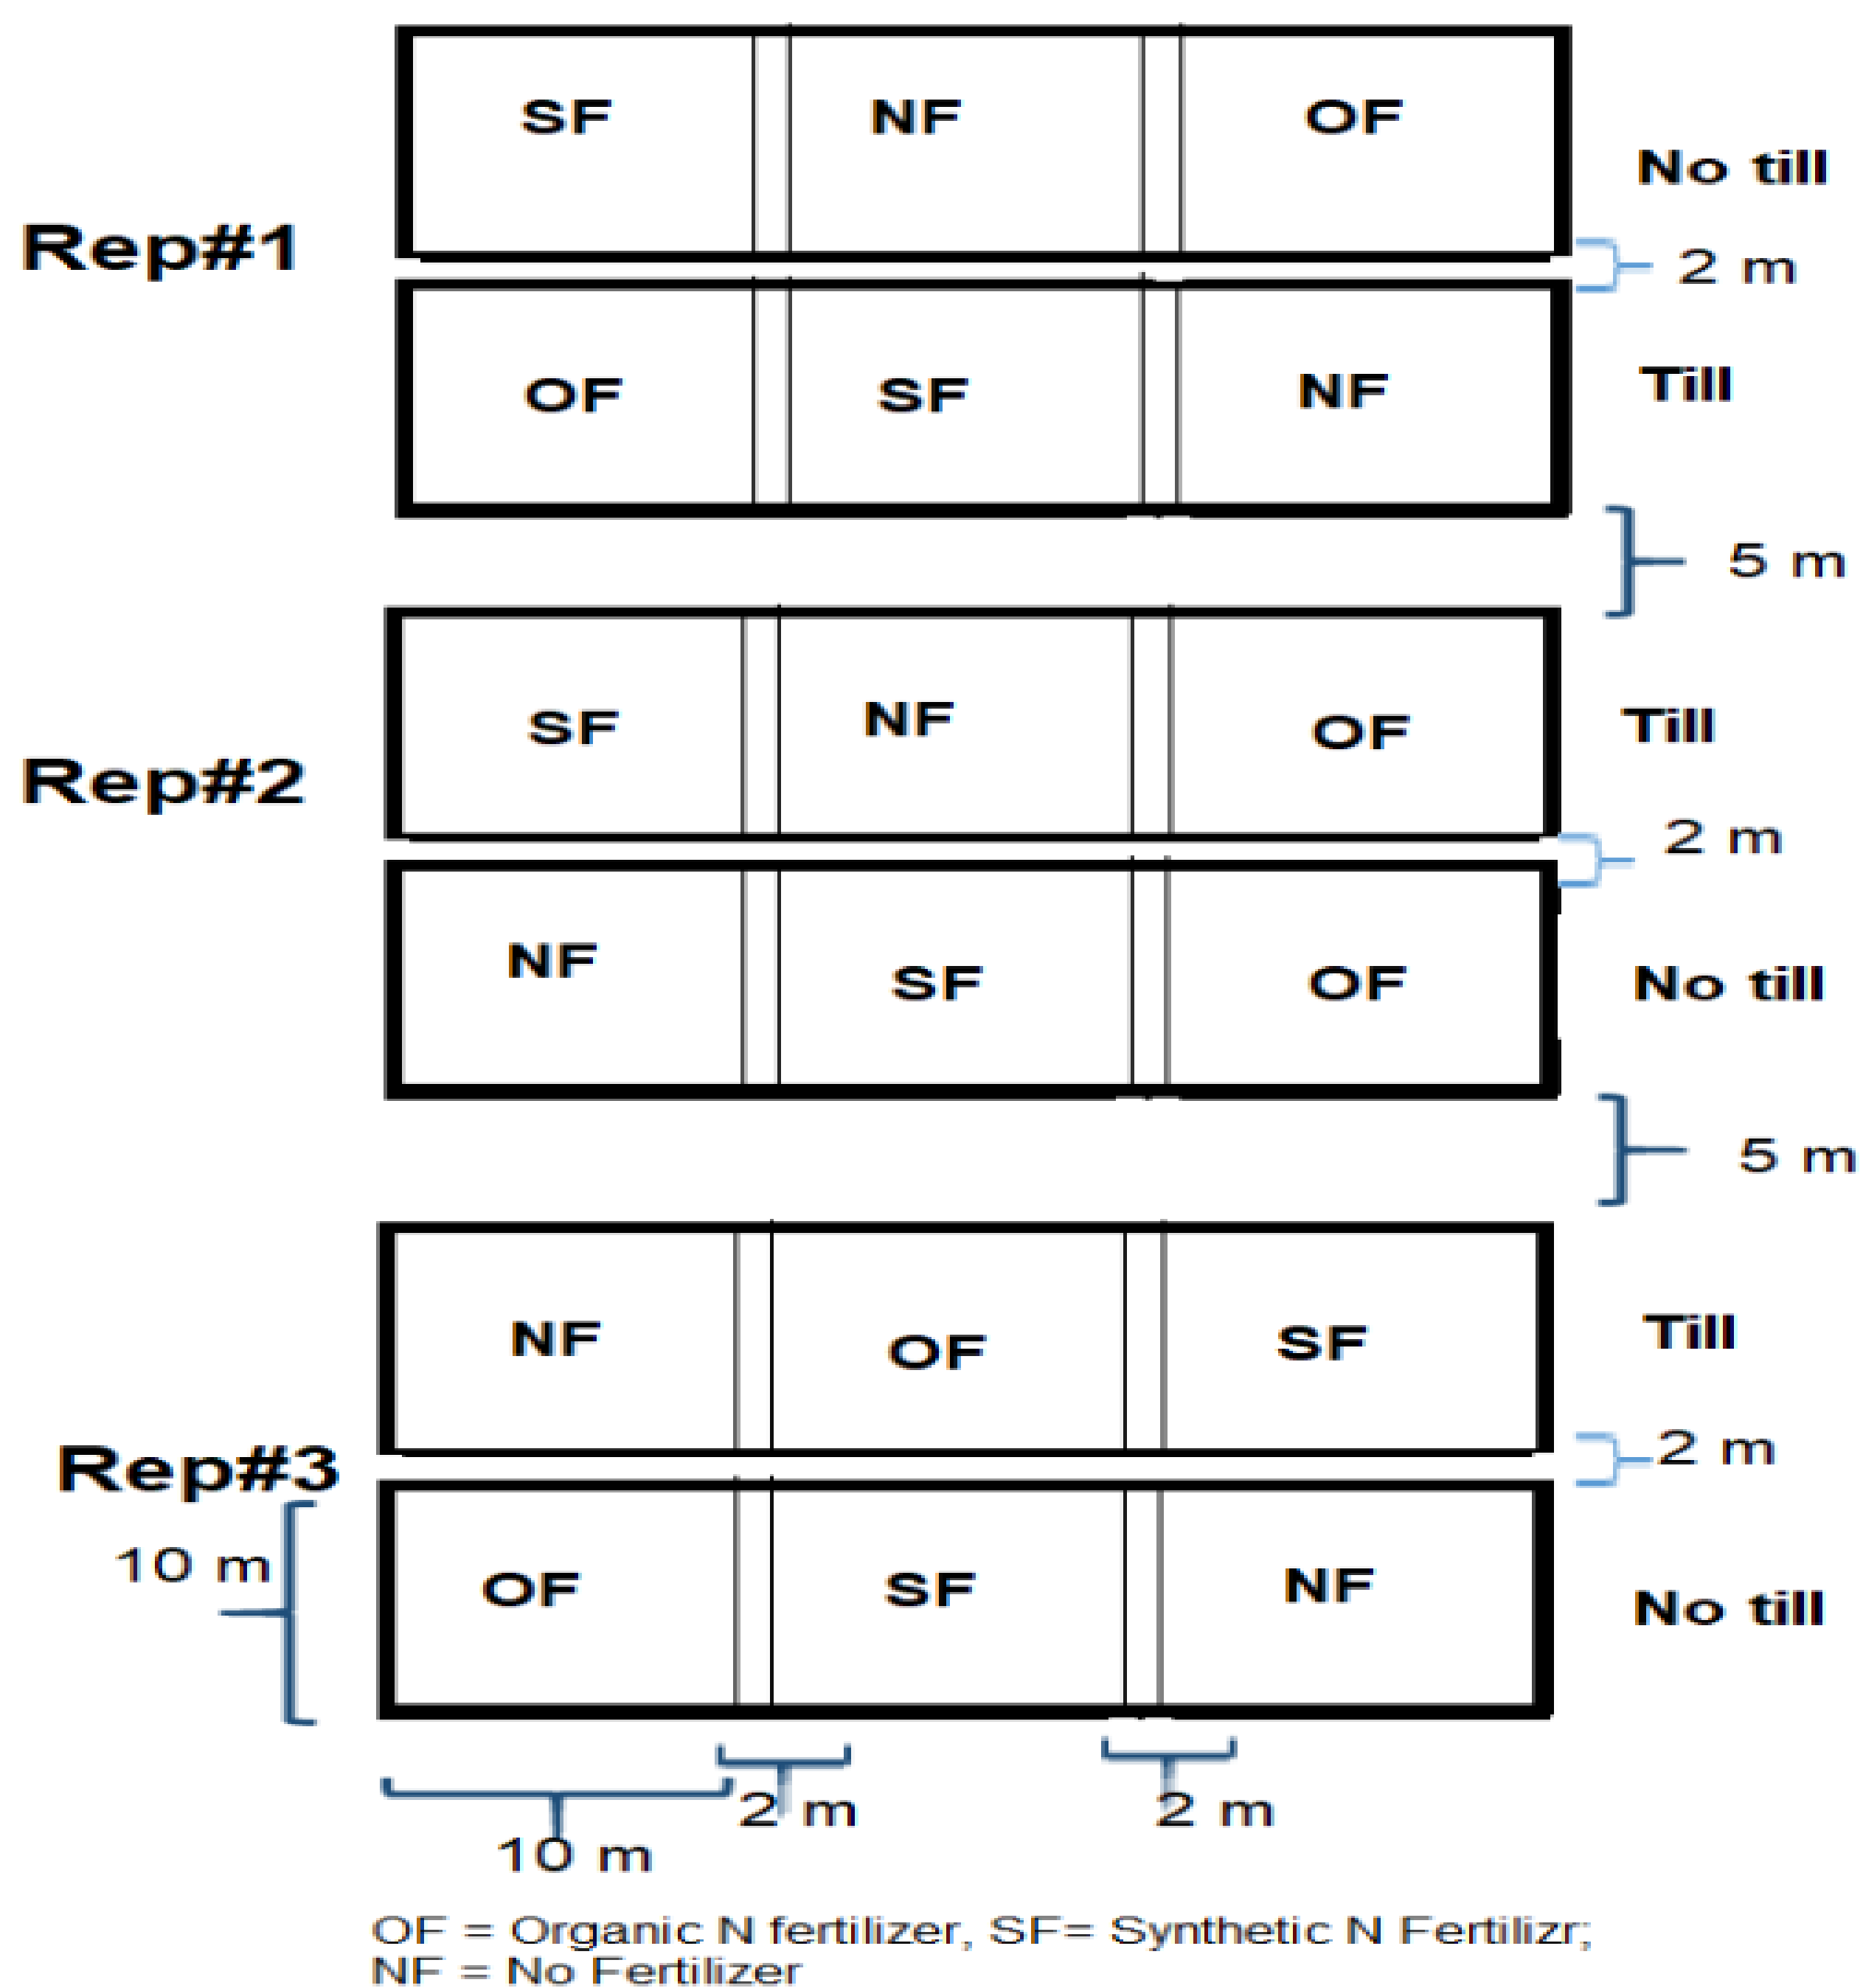 SF NF OF
No till
Rep#1
2 m
OF SF NF
Till
5 m
SF NF OF
Till
Rep#2
2 m
NF SF OF
No till
5 m
NF OF SF
Till
Rep#3
2 m
10 m
OF SF NF
No till
2 m
2 m
10 m
OF = Organic N fertilizer, SF= Synthetic N Fertilizr;
NF = No Fertilizer